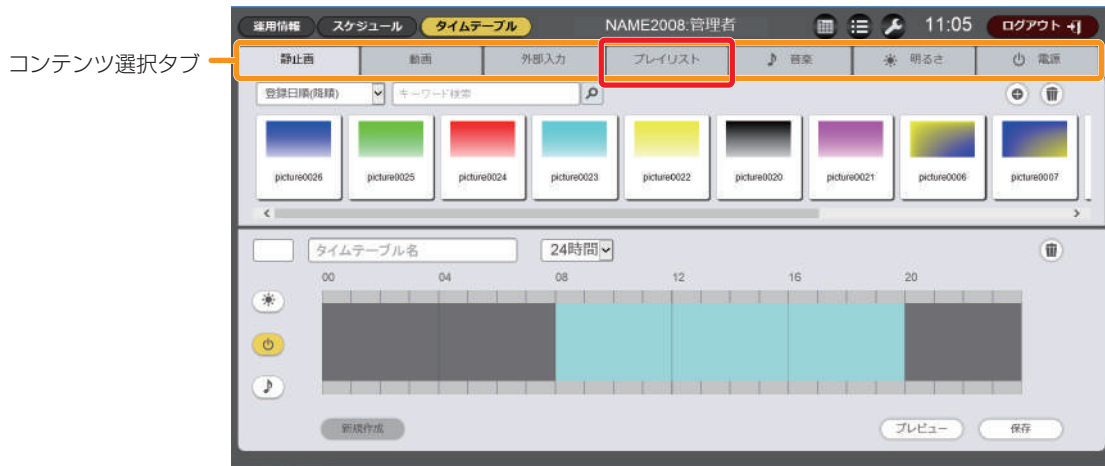 運用情報 スケジュール タイムテーブル NAME2008:管理者 11:05 ログアウト
コンテンツ選択タブ
静止画 動画 外部入力 プレイリスト 音楽 明るさ 電源
登録日順(降順) キーワード検索
picture0026 picture0025 picture0024 picture0023 picture0022 picture0020 picture0021 picture0006 picture0007
タイムテーブル名 24時間
00 04 08 12 16 20
新規作成 プレビュー 保存